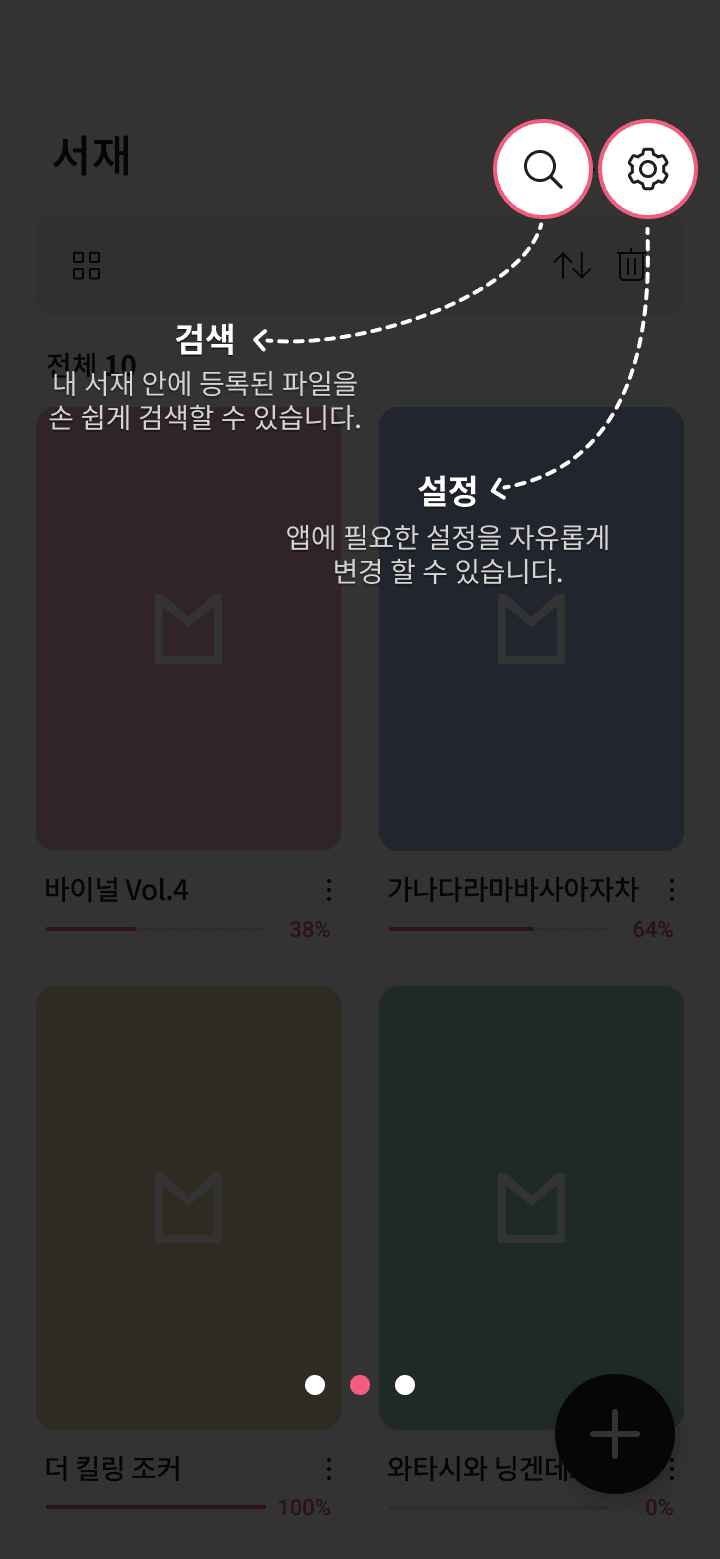 서재
검색
전체 10
내 서재 안에 등록된 파일을
손 쉽게 검색할 수 있습니다.
설정
앱에 필요한 설정을 자유롭게
변경 할 수 있습니다.
바이널 Vol.4
가나다라마바사아자차
38%
64%
더 킬링 조커
와타시와 닝겐데
100%
0%